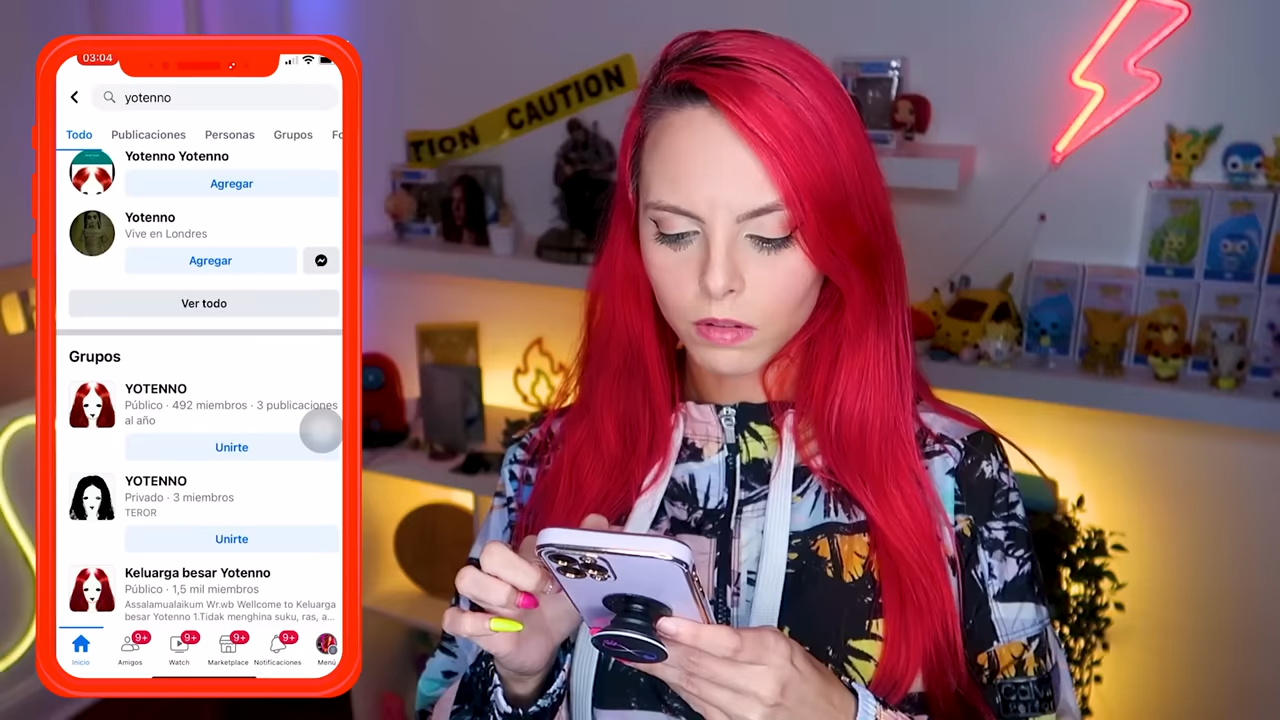 03:04
yotenno
Todo Publicaciones Personas Grupos Fo
Yotenno Yotenno
Agregar
Yotenno
Vive en Londres
Agregar
Ver todo
Grupos
YOTENNO
Público · 492 miembros · 3 publicaciones
al año
Unirte
YOTENNO
Privado · 3 miembros
TEROR
Unirte
Keluarga besar Yotenno
Público · 1,5 mil miembros
Assalamualaikum Wr.wb Wellcome to Keluarga
besar Yotenno 1.Tidak menghina suku, ras, a...
9+ 9+ 9+ 9+
Inicio Amigos Watch Marketplace Notificaciones Menú
TION CAUTION